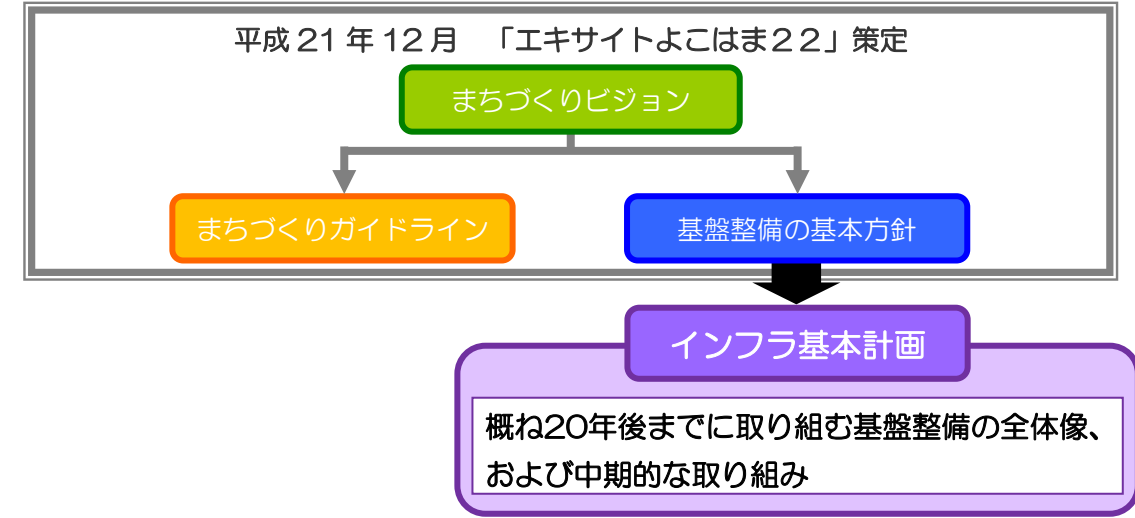 平成 21 年 12 月　「エキサイトよこはま２２」策定
まちづくりビジョン
まちづくりガイドライン
基盤整備の基本方針
インフラ基本計画
概ね20年後までに取り組む基盤整備の全体像、
および中期的な取り組み